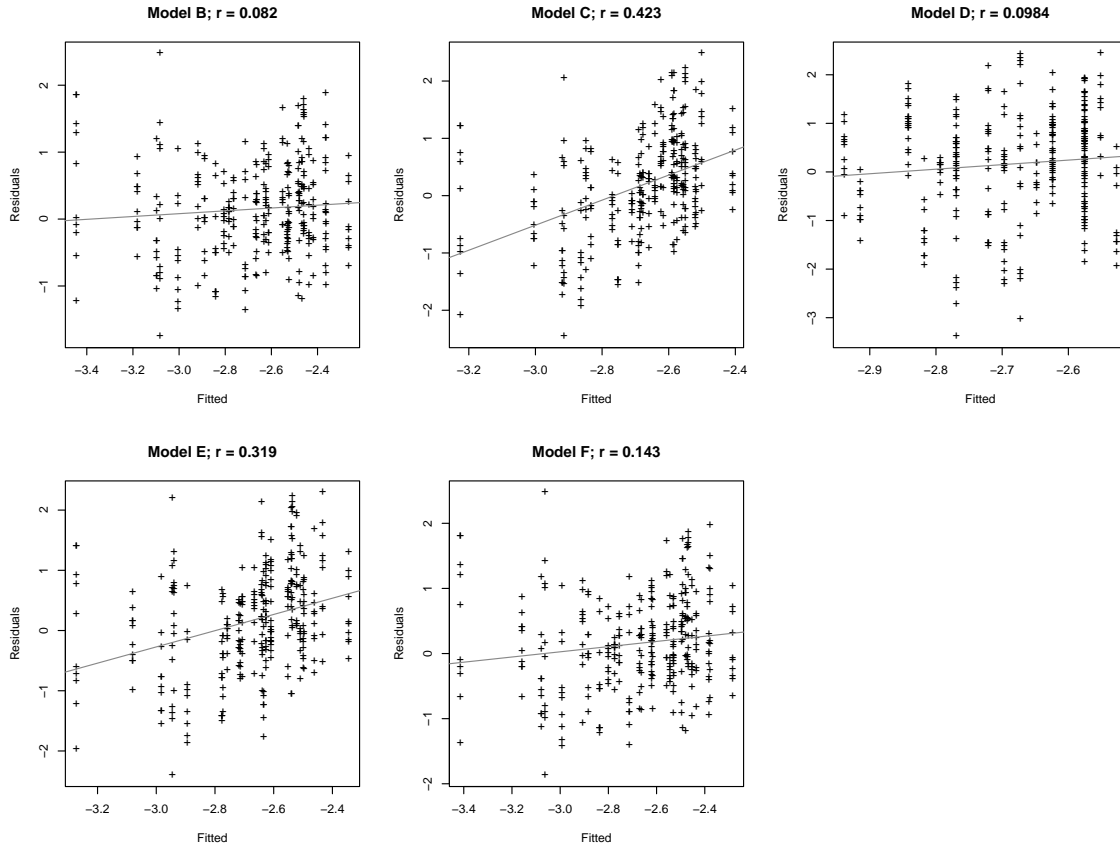 Model B; r = 0.082
Residuals
2
1
0
−1
−3.4 −3.2 −3.0 −2.8 −2.6 −2.4
Fitted
Model C; r = 0.423
Residuals
2
1
0
−1
−2
−3.2 −3.0 −2.8 −2.6 −2.4
Fitted
Model D; r = 0.0984
Residuals
2
1
0
−1
−2
−3
−2.9 −2.8 −2.7 −2.6
Fitted
Model E; r = 0.319
Residuals
2
1
0
−1
−2
−3.2 −3.0 −2.8 −2.6 −2.4
Fitted
Model F; r = 0.143
Residuals
2
1
0
−1
−2
−3.4 −3.2 −3.0 −2.8 −2.6 −2.4
Fitted